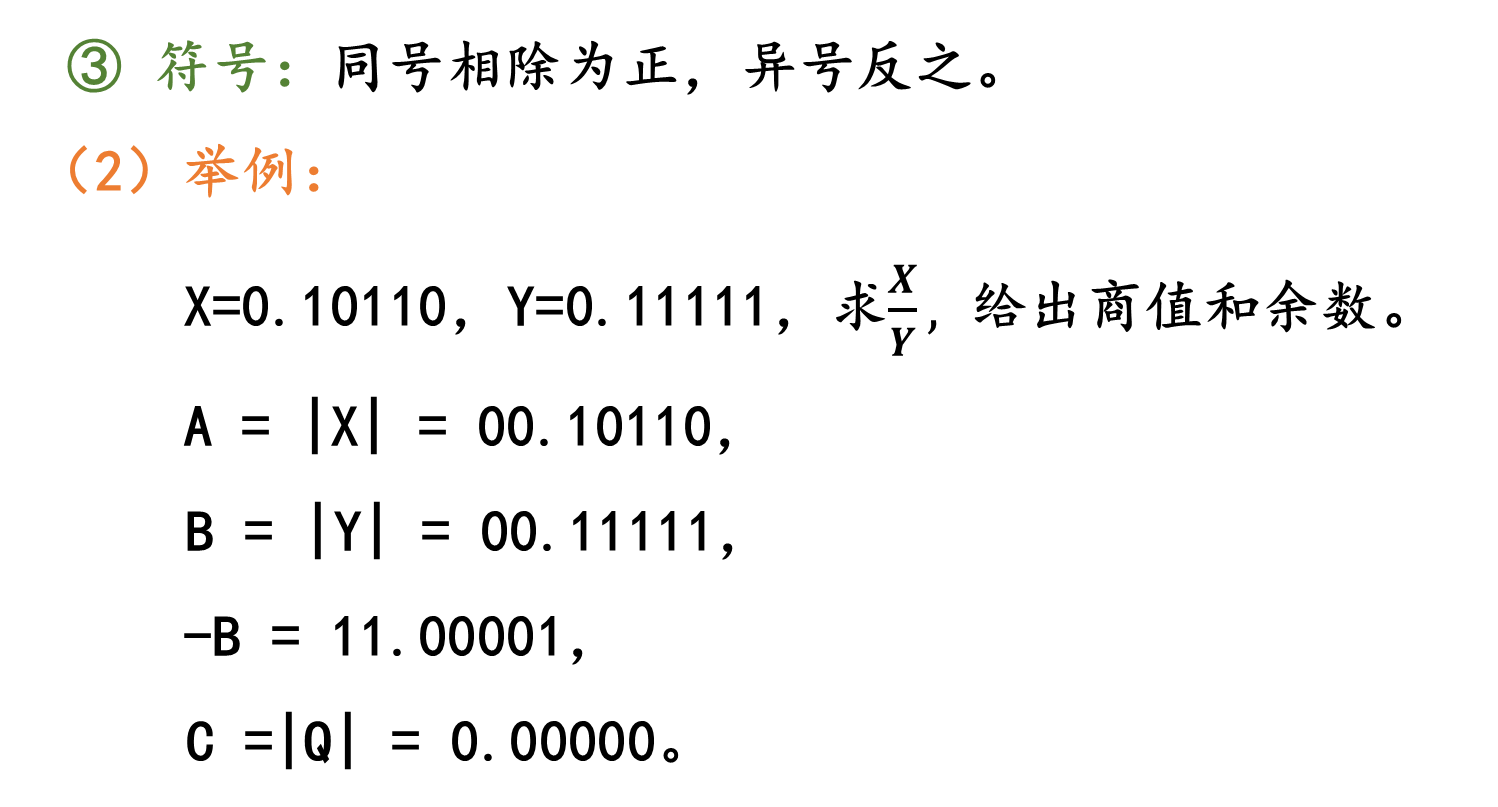 ③ 符号：同号相除为正，异号反之。
（2）举例：
X=0.10110，Y=0.11111，求X/Y，给出商值和余数。
A = |X| = 00.10110，
B = |Y| = 00.11111，
-B = 11.00001，
C =|Q| = 0.00000。